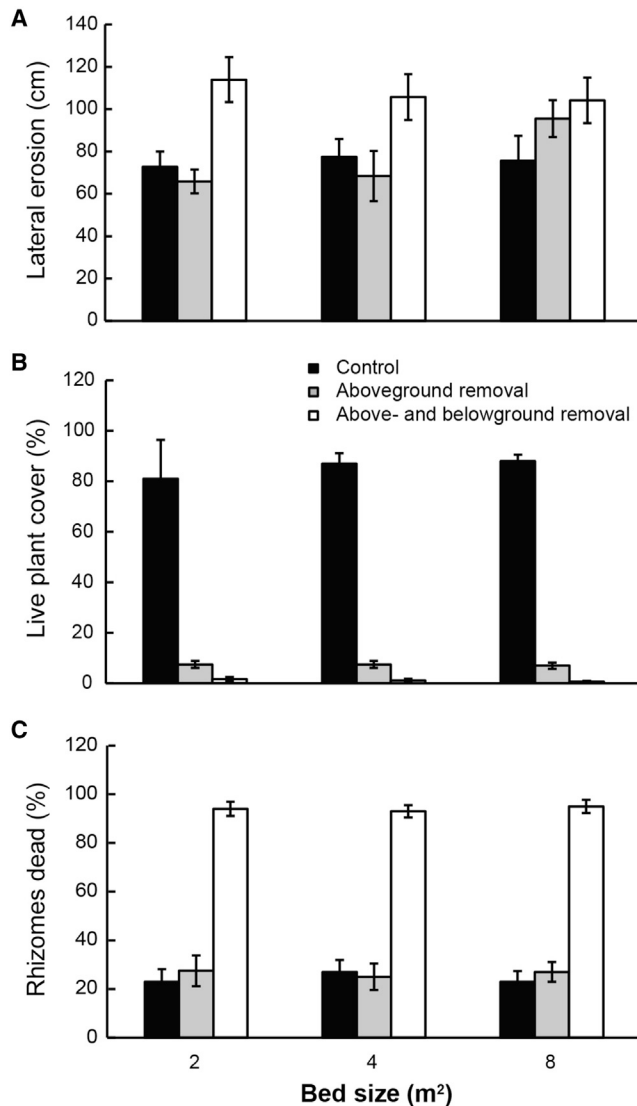 A
Lateral erosion (cm)
140
120
100
80
60
40
20
0
B
Live plant cover (%)
120
100
80
60
40
20
0
Control
Aboveground removal
Above- and belowground removal
C
Rhizomes dead (%)
120
100
80
60
40
20
0
2 4 8
Bed size (m²)